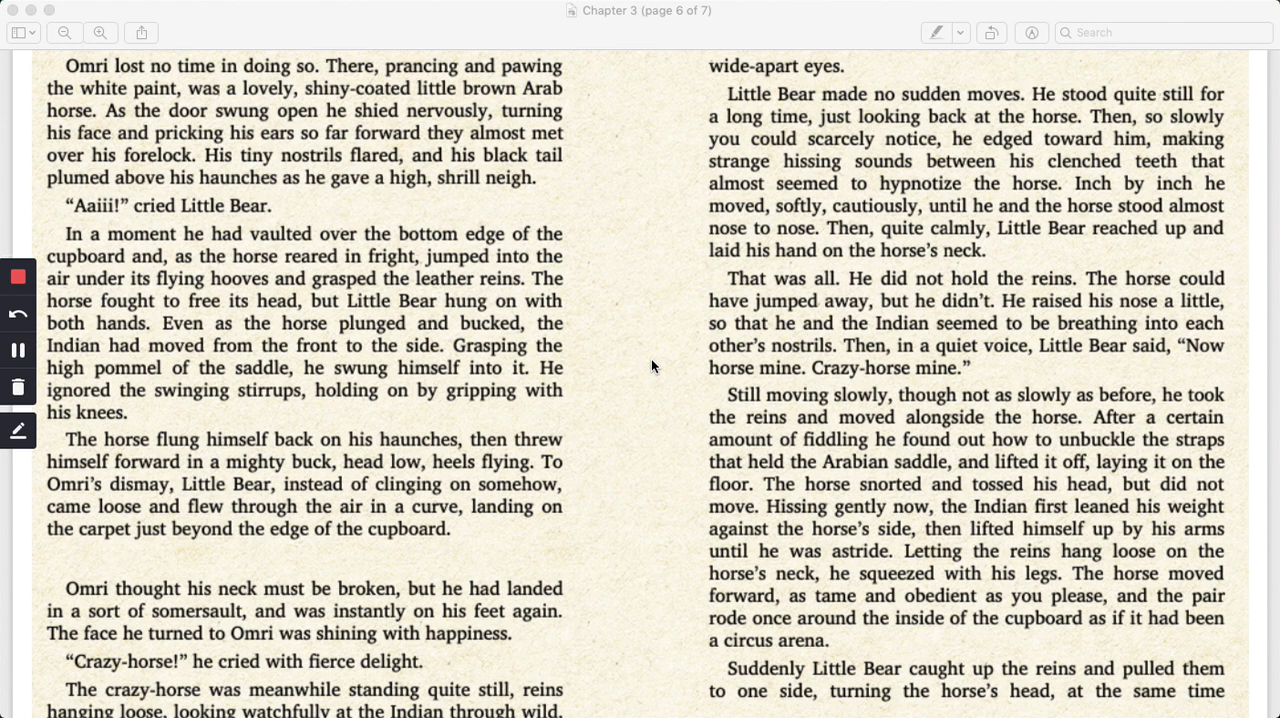 Chapter 3 (page 6 of 7)
Search
Omri lost no time in doing so. There, prancing and pawing
the white paint, was a lovely, shiny-coated little brown Arab
horse. As the door swung open he shied nervously, turning
his face and pricking his ears so far forward they almost met
over his forelock. His tiny nostrils flared, and his black tail
plumed above his haunches as he gave a high, shrill neigh.
“Aaiii!” cried Little Bear.
In a moment he had vaulted over the bottom edge of the
cupboard and, as the horse reared in fright, jumped into the
air under its flying hooves and grasped the leather reins. The
horse fought to free its head, but Little Bear hung on with
both hands. Even as the horse plunged and bucked, the
Indian had moved from the front to the side. Grasping the
high pommel of the saddle, he swung himself into it. He
ignored the swinging stirrups, holding on by gripping with
his knees.
The horse flung himself back on his haunches, then threw
himself forward in a mighty buck, head low, heels flying. To
Omri’s dismay, Little Bear, instead of clinging on somehow,
came loose and flew through the air in a curve, landing on
the carpet just beyond the edge of the cupboard.
Omri thought his neck must be broken, but he had landed
in a sort of somersault, and was instantly on his feet again.
The face he turned to Omri was shining with happiness.
“Crazy-horse!” he cried with fierce delight.
The crazy-horse was meanwhile standing quite still, reins
hanging loose, looking watchfully at the Indian through wild,
wide-apart eyes.
Little Bear made no sudden moves. He stood quite still for
a long time, just looking back at the horse. Then, so slowly
you could scarcely notice, he edged toward him, making
strange hissing sounds between his clenched teeth that
almost seemed to hypnotize the horse. Inch by inch he
moved, softly, cautiously, until he and the horse stood almost
nose to nose. Then, quite calmly, Little Bear reached up and
laid his hand on the horse’s neck.
That was all. He did not hold the reins. The horse could
have jumped away, but he didn’t. He raised his nose a little,
so that he and the Indian seemed to be breathing into each
other’s nostrils. Then, in a quiet voice, Little Bear said, “Now
horse mine. Crazy-horse mine.”
Still moving slowly, though not as slowly as before, he took
the reins and moved alongside the horse. After a certain
amount of fiddling he found out how to unbuckle the straps
that held the Arabian saddle, and lifted it off, laying it on the
floor. The horse snorted and tossed his head, but did not
move. Hissing gently now, the Indian first leaned his weight
against the horse’s side, then lifted himself up by his arms
until he was astride. Letting the reins hang loose on the
horse’s neck, he squeezed with his legs. The horse moved
forward, as tame and obedient as you please, and the pair
rode once around the inside of the cupboard as if it had been
a circus arena.
Suddenly Little Bear caught up the reins and pulled them
to one side, turning the horse’s head, at the same time